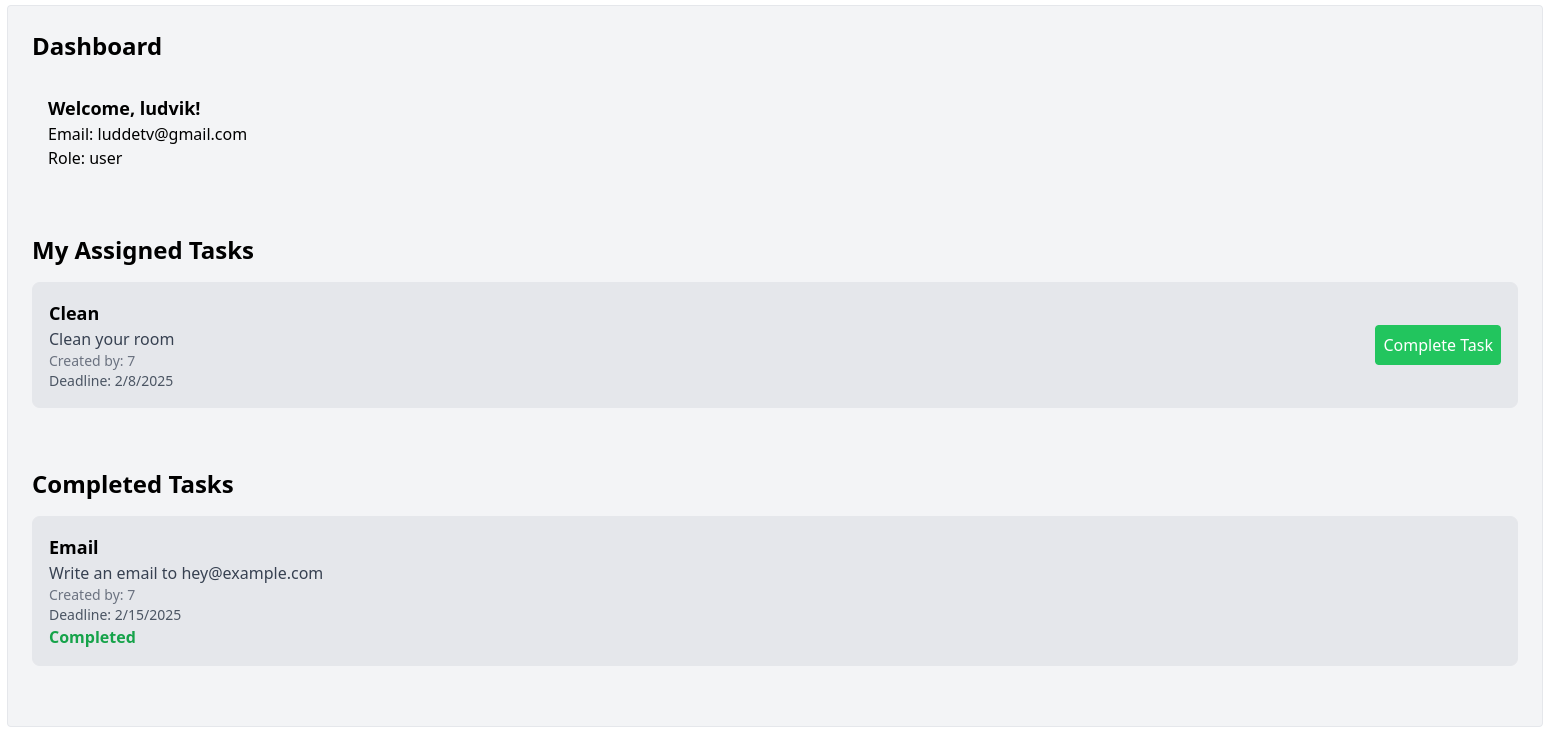 Dashboard
Welcome, ludvik!
Email: luddetv@gmail.com
Role: user
My Assigned Tasks
Clean
Clean your room
Created by: 7
Deadline: 2/8/2025
Complete Task
Completed Tasks
Email
Write an email to hey@example.com
Created by: 7
Deadline: 2/15/2025
Completed